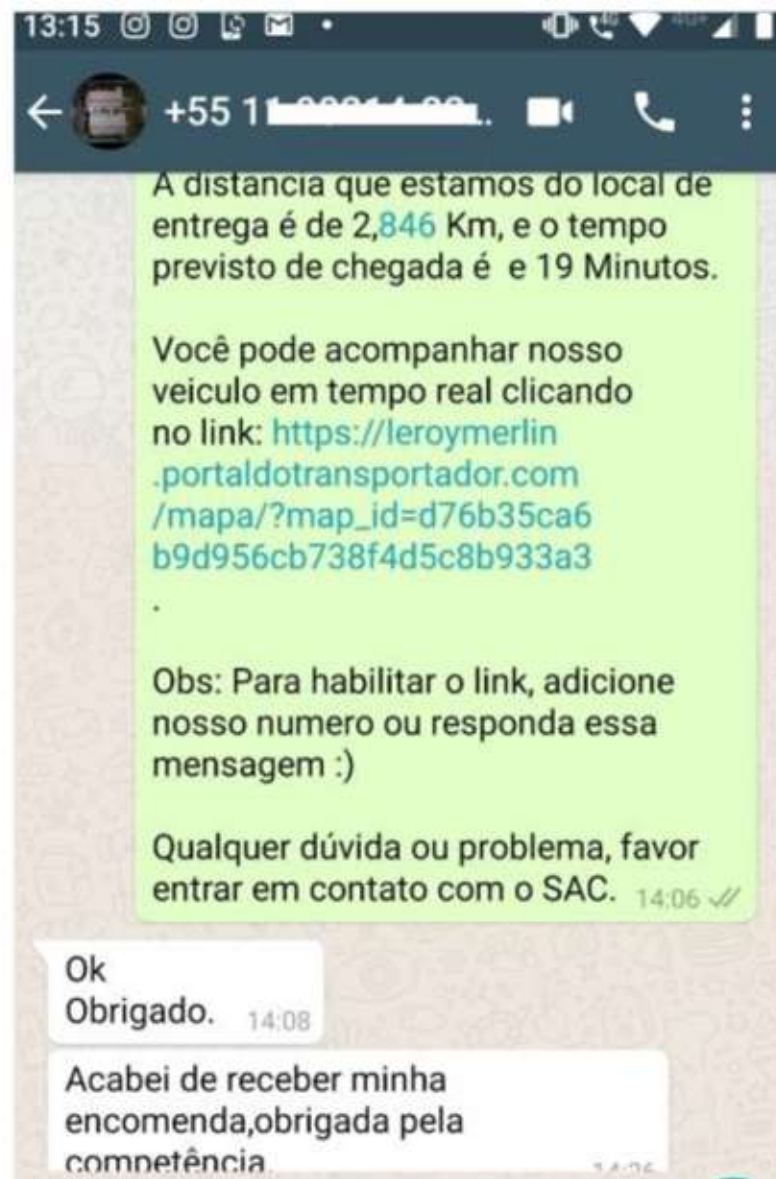 13:15
+55 11
A distancia que estamos do local de
entrega é de 2,846 Km, e o tempo
previsto de chegada é  e 19 Minutos.
Você pode acompanhar nosso
veiculo em tempo real clicando
no link: https://leroymerlin
.portaldotransportador.com
/mapa/?map_id=d76b35ca6
b9d956cb738f4d5c8b933a3
.
Obs: Para habilitar o link, adicione
nosso numero ou responda essa
mensagem :)
Qualquer dúvida ou problema, favor
entrar em contato com o SAC. 14:06
Ok
Obrigado. 14:08
Acabei de receber minha
encomenda,obrigada pela
competência